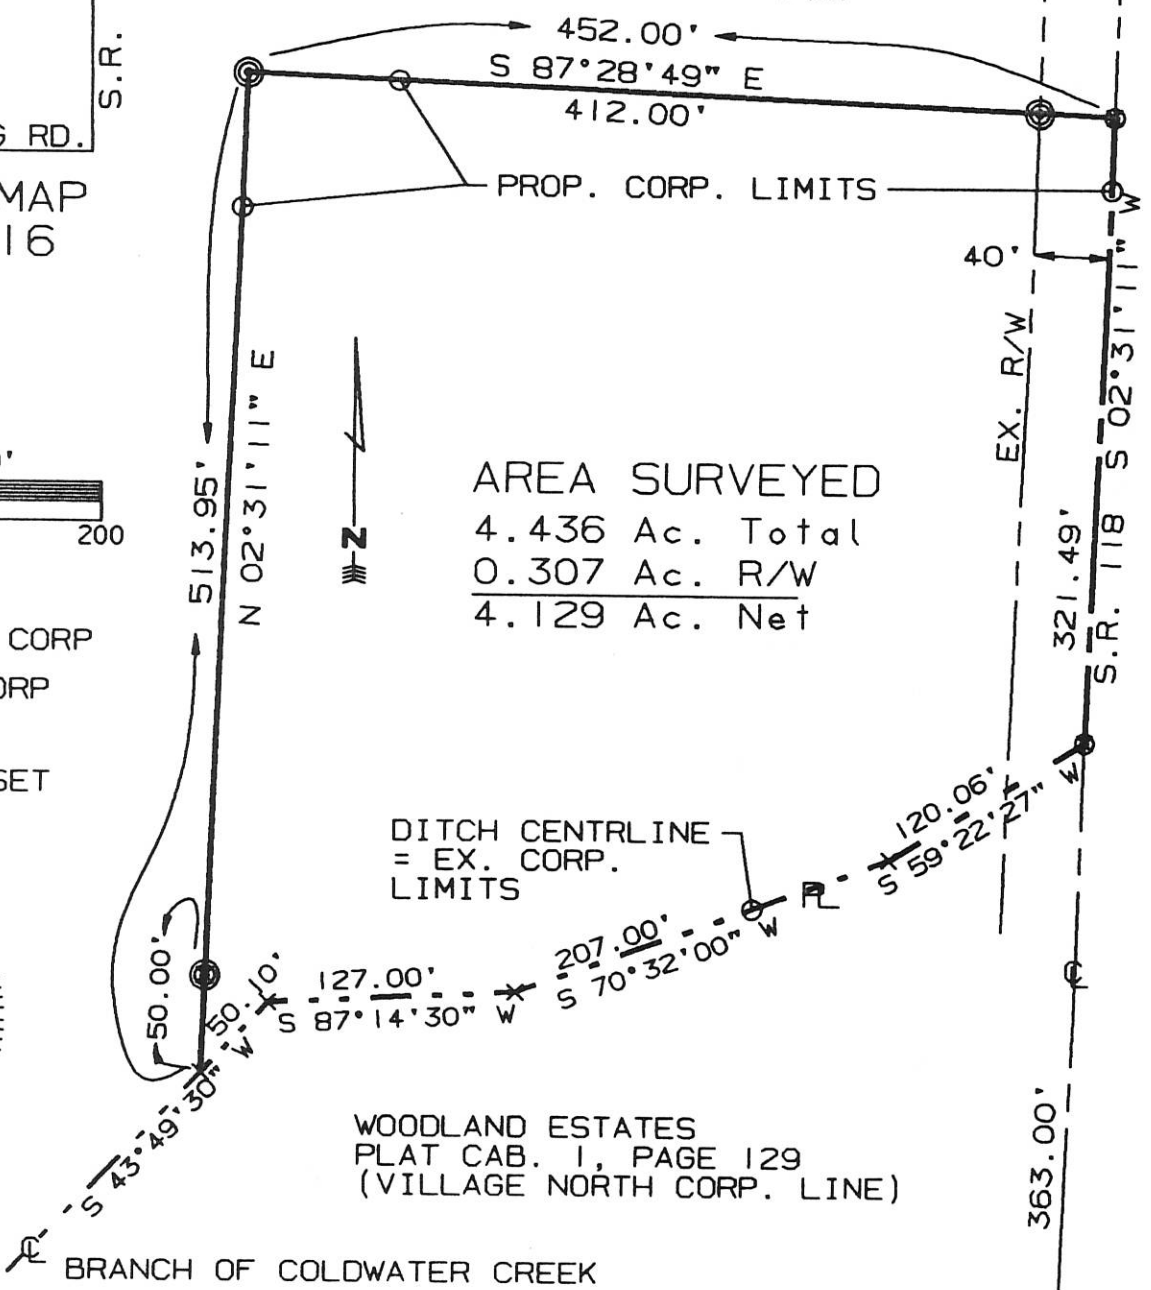 S.R.
452.00'
S 87°28'49" E
412.00'
RD.
MAP
16
PROP. CORP. LIMITS
40'
EX. R/W
S 02°31'11" W
513.95'
N 02°31'11" E
N
AREA SURVEYED
4.436 Ac. Total
0.307 Ac. R/W
4.129 Ac. Net
200
321.49'
S.R. 118
CORP
ORP
SET
DITCH CENTRLINE
= EX. CORP.
LIMITS
120.06'
S 59°22'27" W
PL
207.00'
S 70°32'00" W
127.00'
S 87°14'30" W
50.00'
50.10'
S 43°49'30" W
CL
363.00'
WOODLAND ESTATES
PLAT CAB. 1, PAGE 129
(VILLAGE NORTH CORP. LINE)
CL
BRANCH OF COLDWATER CREEK